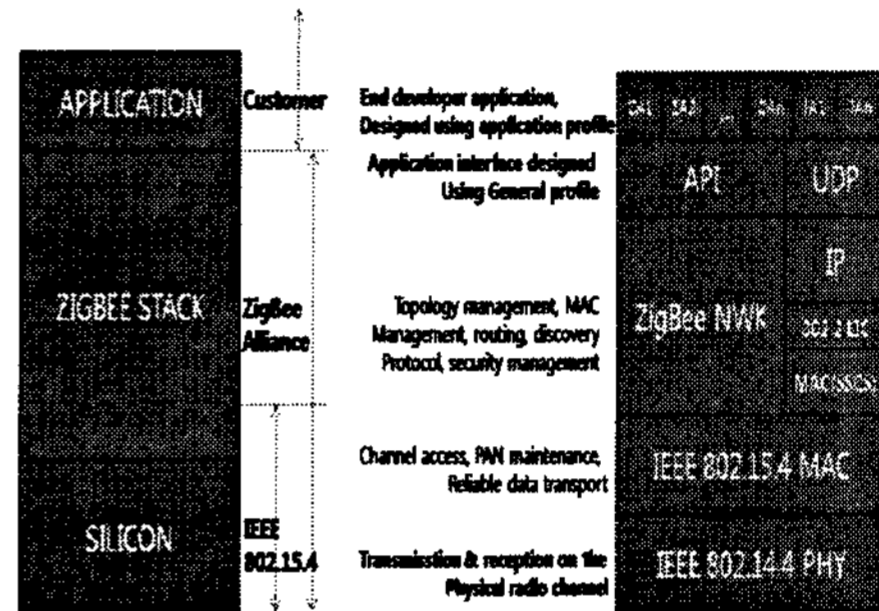 APPLICATION
ZIGBEE STACK
SILICON
Customer
ZigBee
Alliance
IEEE
802.15.4
End developer application,
Designed using application profile
Application interface designed
Using General profile
Topology management, MAC
Management, routing, discovery
Protocol, security management
Channel access, PAN maintenance,
Reliable data transport
Transmisstion & reception on the
Physical radio channel
API
UDP
IP
ZigBee NWK
IEEE 802.15.4 MAC
IEEE 802.14.4 PHY